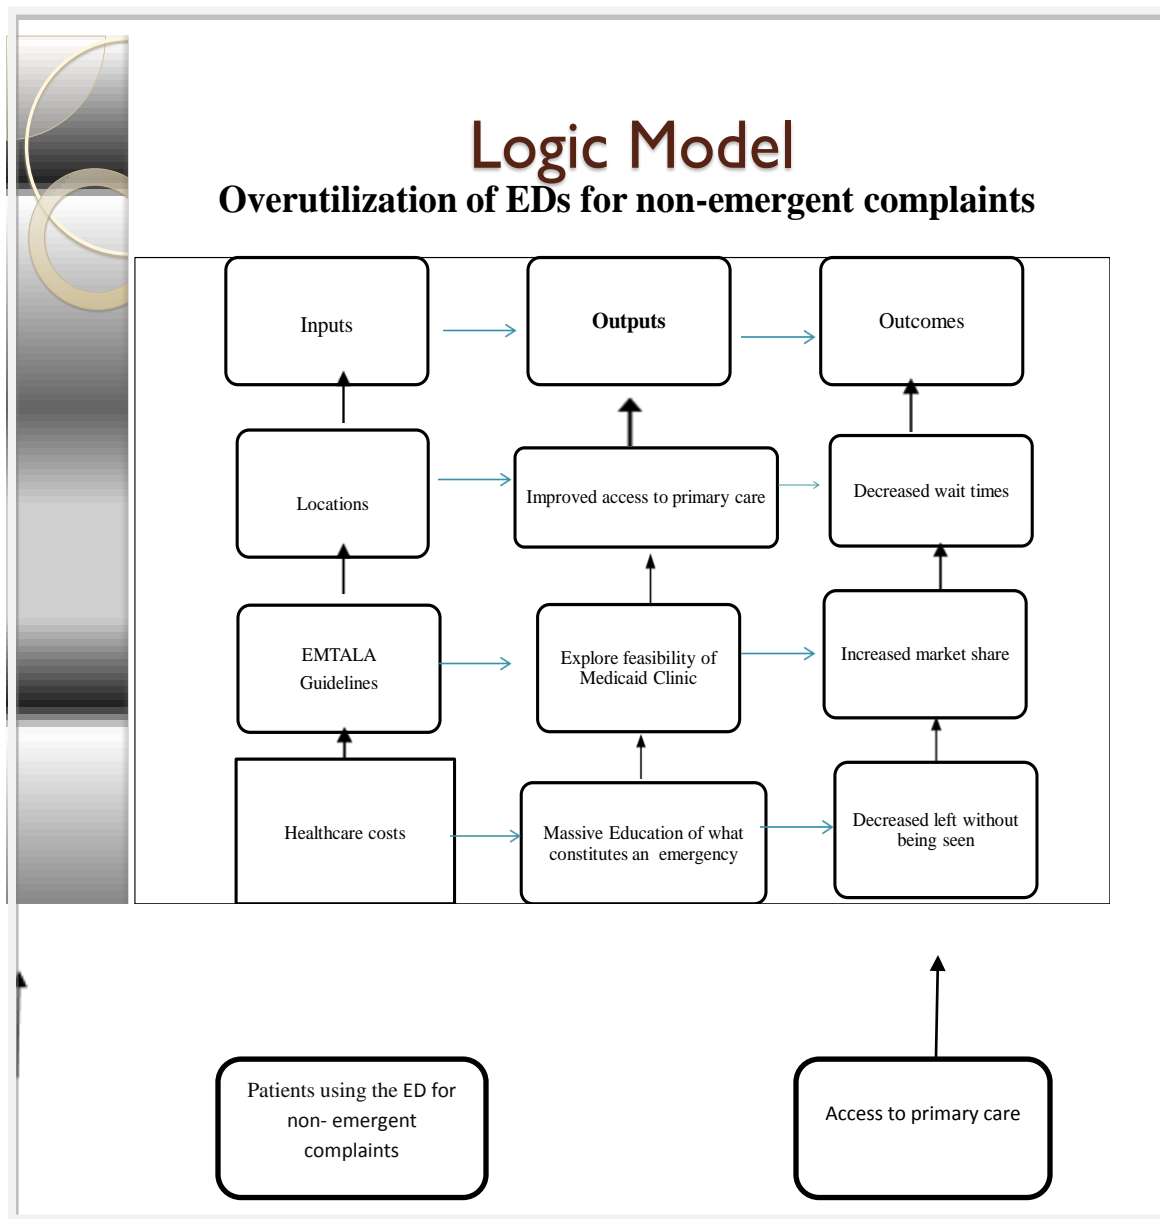 Logic Model
Overutilization of EDs for non-emergent complaints
Inputs
Outputs
Outcomes
Locations
Improved access to primary care
Decreased wait times
EMTALA
Guidelines
Explore feasibility of
Medicaid Clinic
Increased market share
Healthcare costs
Massive Education of what
constitutes an emergency
Decreased left without
being seen
Patients using the ED for
non- emergent
complaints
Access to primary care